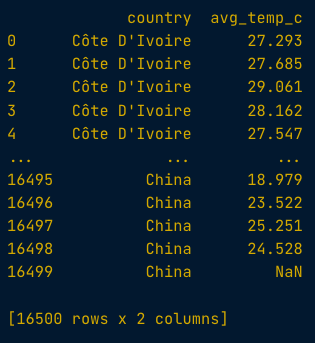 country avg_temp_c
0 Côte D'Ivoire 27.293
1 Côte D'Ivoire 27.685
2 Côte D'Ivoire 29.061
3 Côte D'Ivoire 28.162
4 Côte D'Ivoire 27.547
... ... ...
16495 China 18.979
16496 China 23.522
16497 China 25.251
16498 China 24.528
16499 China NaN
[16500 rows x 2 columns]